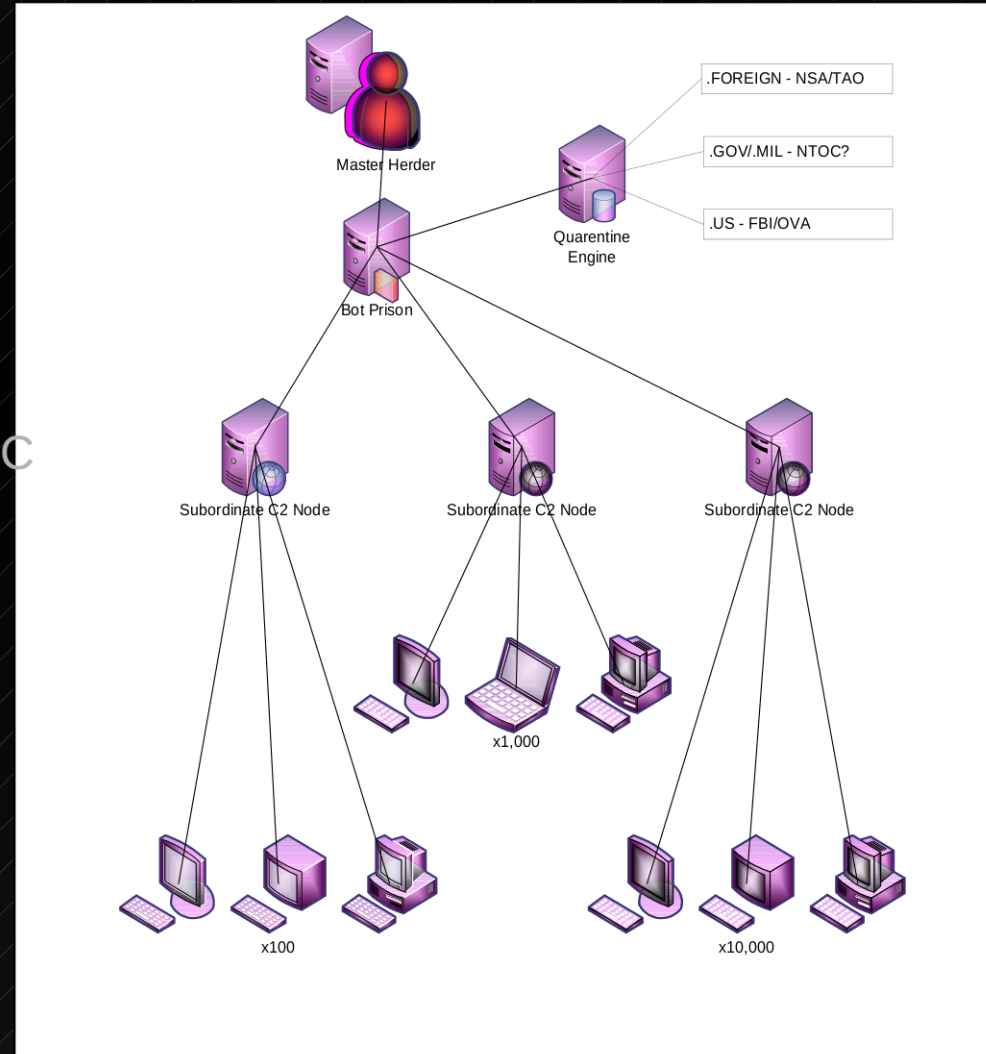 .FOREIGN - NSA/TAO
Master Herder
.GOV/.MIL - NTOC?
.US - FBI/OVA
Quarentine
Engine
Bot Prison
C
Subordinate C2 Node
Subordinate C2 Node
Subordinate C2 Node
x1,000
x100
x10,000